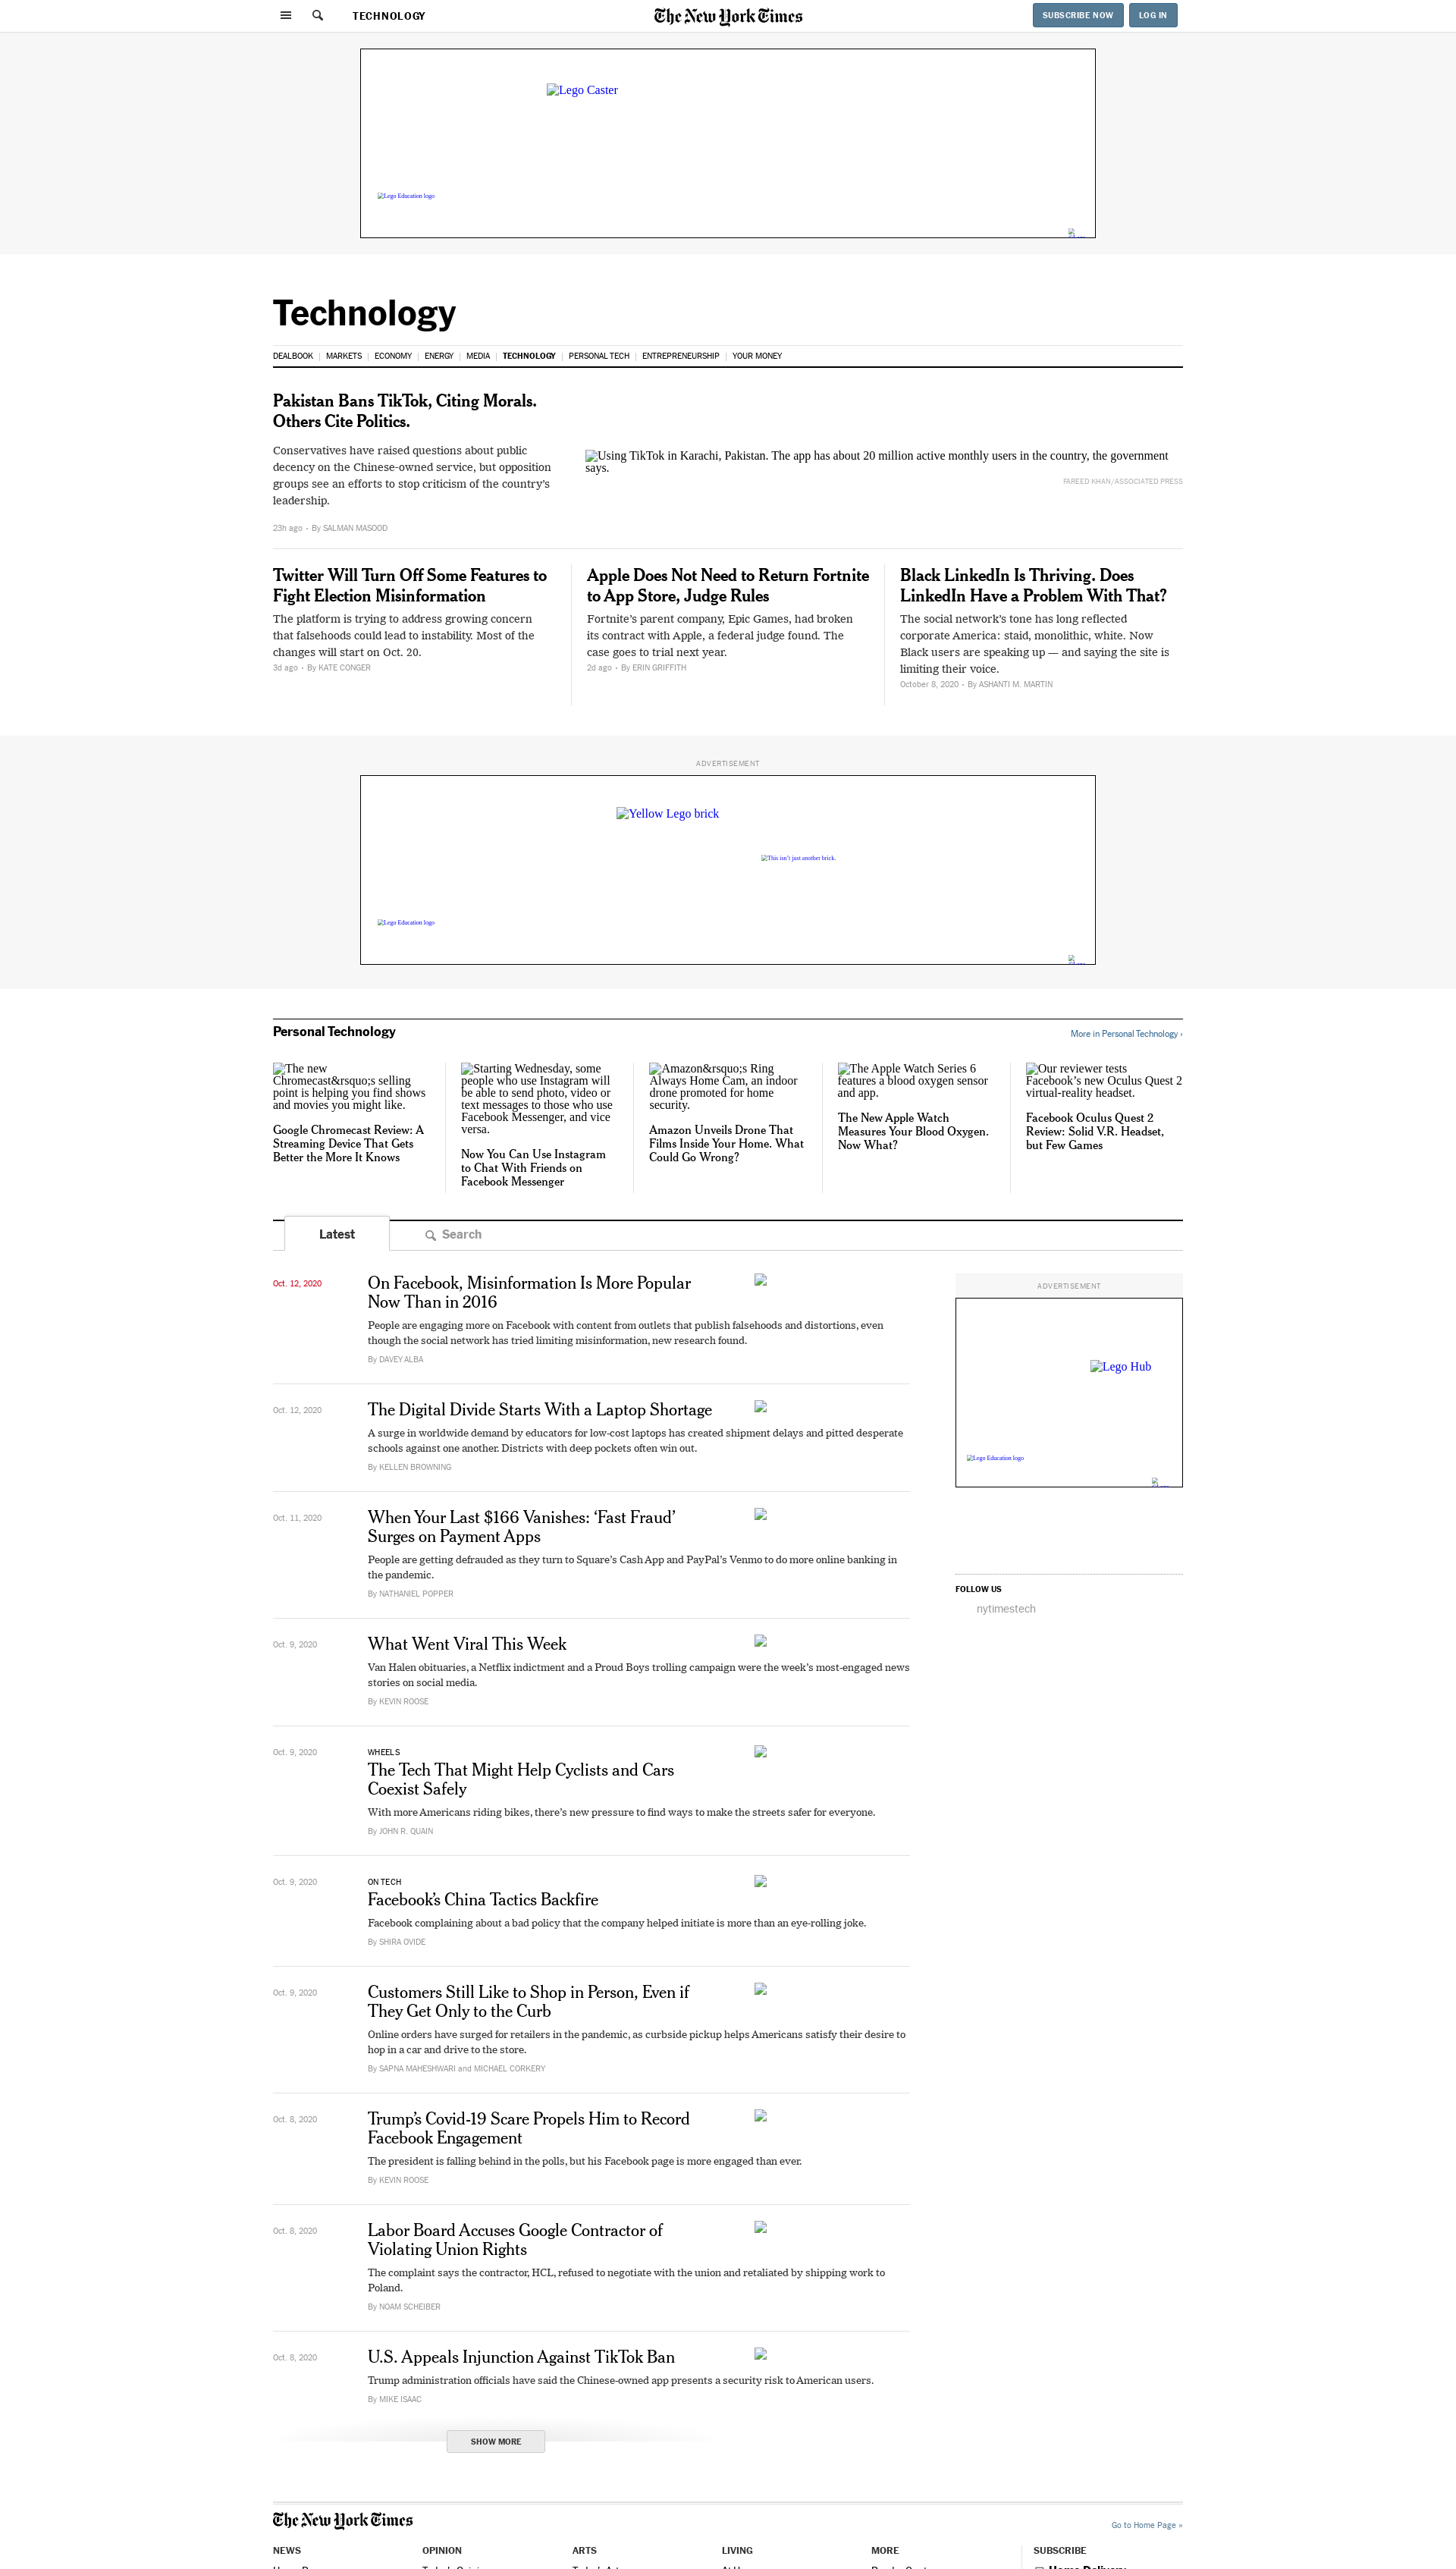 TECHNOLOGY
The New York Times
SUBSCRIBE NOW
LOG IN
Lego Caster
Lego Education logo
Technology
DEALBOOK
MARKETS
ECONOMY
ENERGY
MEDIA
TECHNOLOGY
PERSONAL TECH
ENTREPRENEURSHIP
YOUR MONEY
Pakistan Bans TikTok, Citing Morals.
Others Cite Politics.
Conservatives have raised questions about public
decency on the Chinese-owned service, but opposition
groups see an efforts to stop criticism of the country’s
leadership.
23h ago • By SALMAN MASOOD
Using TikTok in Karachi, Pakistan. The app has about 20 million active monthly users in the country, the government
says.
FAREED KHAN/ASSOCIATED PRESS
Twitter Will Turn Off Some Features to
Fight Election Misinformation
The platform is trying to address growing concern
that falsehoods could lead to instability. Most of the
changes will start on Oct. 20.
3d ago • By KATE CONGER
Apple Does Not Need to Return Fortnite
to App Store, Judge Rules
Fortnite’s parent company, Epic Games, had broken
its contract with Apple, a federal judge found. The
case goes to trial next year.
2d ago • By ERIN GRIFFITH
Black LinkedIn Is Thriving. Does
LinkedIn Have a Problem With That?
The social network’s tone has long reflected
corporate America: staid, monolithic, white. Now
Black users are speaking up — and saying the site is
limiting their voice.
October 8, 2020 • By ASHANTI M. MARTIN
ADVERTISEMENT
Yellow Lego brick
This isn’t just another brick.
Lego Education logo
Personal Technology
More in Personal Technology ›
The new
Chromecast&rsquo;s selling
point is helping you find shows
and movies you might like.
Google Chromecast Review: A
Streaming Device That Gets
Better the More It Knows
Starting Wednesday, some
people who use Instagram will
be able to send photo, video or
text messages to those who use
Facebook Messenger, and vice
versa.
Now You Can Use Instagram
to Chat With Friends on
Facebook Messenger
Amazon&rsquo;s Ring
Always Home Cam, an indoor
drone promoted for home
security.
Amazon Unveils Drone That
Films Inside Your Home. What
Could Go Wrong?
The Apple Watch Series 6
features a blood oxygen sensor
and app.
The New Apple Watch
Measures Your Blood Oxygen.
Now What?
Our reviewer tests
Facebook’s new Oculus Quest 2
virtual-reality headset.
Facebook Oculus Quest 2
Review: Solid V.R. Headset,
but Few Games
Latest
Search
Oct. 12, 2020
On Facebook, Misinformation Is More Popular
Now Than in 2016
People are engaging more on Facebook with content from outlets that publish falsehoods and distortions, even
though the social network has tried limiting misinformation, new research found.
By DAVEY ALBA
ADVERTISEMENT
Lego Hub
Lego Education logo
Oct. 12, 2020
The Digital Divide Starts With a Laptop Shortage
A surge in worldwide demand by educators for low-cost laptops has created shipment delays and pitted desperate
schools against one another. Districts with deep pockets often win out.
By KELLEN BROWNING
Oct. 11, 2020
When Your Last $166 Vanishes: ‘Fast Fraud’
Surges on Payment Apps
People are getting defrauded as they turn to Square’s Cash App and PayPal’s Venmo to do more online banking in
the pandemic.
By NATHANIEL POPPER
FOLLOW US
nytimestech
Oct. 9, 2020
What Went Viral This Week
Van Halen obituaries, a Netflix indictment and a Proud Boys trolling campaign were the week’s most-engaged news
stories on social media.
By KEVIN ROOSE
Oct. 9, 2020
WHEELS
The Tech That Might Help Cyclists and Cars
Coexist Safely
With more Americans riding bikes, there’s new pressure to find ways to make the streets safer for everyone.
By JOHN R. QUAIN
Oct. 9, 2020
ON TECH
Facebook’s China Tactics Backfire
Facebook complaining about a bad policy that the company helped initiate is more than an eye-rolling joke.
By SHIRA OVIDE
Oct. 9, 2020
Customers Still Like to Shop in Person, Even if
They Get Only to the Curb
Online orders have surged for retailers in the pandemic, as curbside pickup helps Americans satisfy their desire to
hop in a car and drive to the store.
By SAPNA MAHESHWARI and MICHAEL CORKERY
Oct. 8, 2020
Trump’s Covid-19 Scare Propels Him to Record
Facebook Engagement
The president is falling behind in the polls, but his Facebook page is more engaged than ever.
By KEVIN ROOSE
Oct. 8, 2020
Labor Board Accuses Google Contractor of
Violating Union Rights
The complaint says the contractor, HCL, refused to negotiate with the union and retaliated by shipping work to
Poland.
By NOAM SCHEIBER
Oct. 8, 2020
U.S. Appeals Injunction Against TikTok Ban
Trump administration officials have said the Chinese-owned app presents a security risk to American users.
By MIKE ISAAC
SHOW MORE
The New York Times
Go to Home Page »
NEWS
OPINION
ARTS
LIVING
MORE
SUBSCRIBE